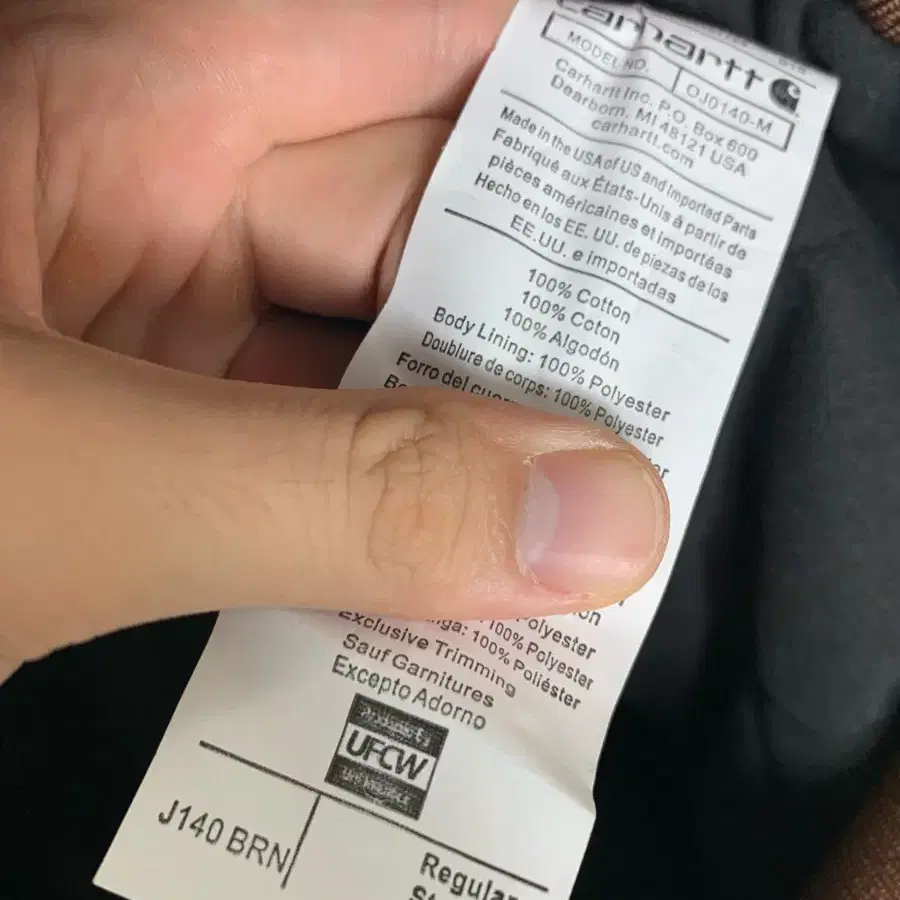 carhartt
MODEL NO.
OJ0140-M
Carhartt Inc. P.O. Box 600
Dearborn, MI 48121 USA
carhartt.com
Made in the USA of US and Imported Parts
Fabriqué aux États-Unis à partir de
pièces américaines et importées
Hecho en los EE. UU. de piezas de los
EE.UU. e importadas
100% Cotton
100% Coton
100% Algodón
Body Lining: 100% Polyester
Doublure de corps: 100% Polyester
Forro del
100% Polyester
100% Polyester
100% Poliéster
Exclusive Trimming
Sauf Garnitures
Excepto Adorno
UFCW
J140 BRN
Regular